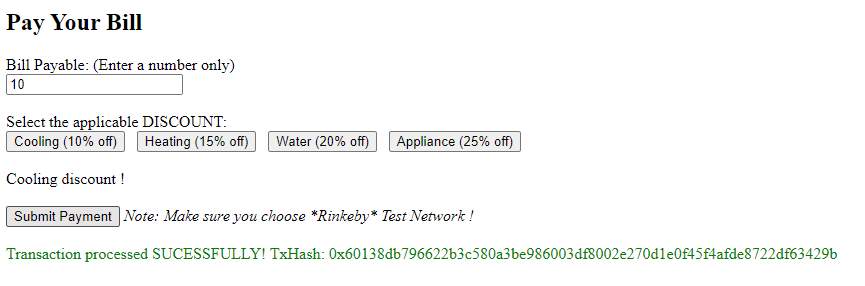 Pay Your Bill
Bill Payable: (Enter a number only)
10
Select the applicable DISCOUNT:
Cooling (10% off) Heating (15% off) Water (20% off) Appliance (25% off)
Cooling discount !
Submit Payment Note: Make sure you choose *Rinkeby* Test Network !
Transaction processed SUCESSFULLY! TxHash: 0x60138db796622b3c580a3be986003df8002e270d1e0f45f4afde8722df63429b